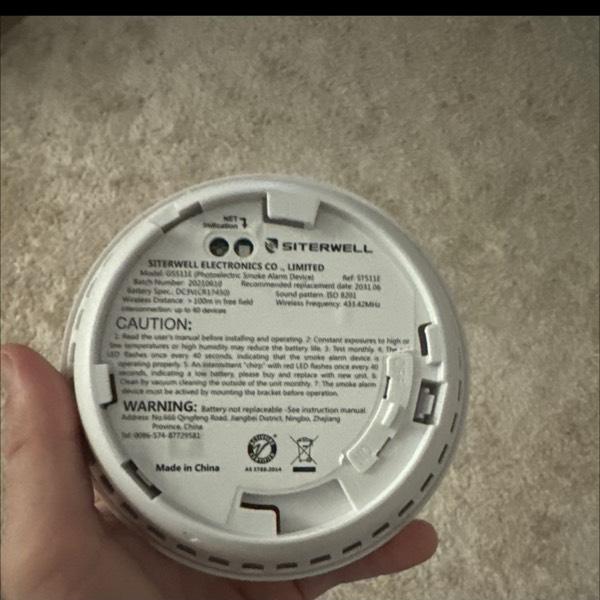 NET
Indication
SITERWELL
SITERWELL ELECTRONICS CO., LIMITED
Model: GS511E (Photoelectric Smoke Alarm Device) Ref: ST511E
Batch Number: 20210610 Recommended replacement date: 2031.06
Battery Spec.: DC3V(CR17450) Sound pattern: ISO 8201
Wireless Distance: >100m in free field Wireless Frequency: 433.42MHz
Interconnection: up to 40 devices
CAUTION:
1. Read the user's manual before installing and operating. 2: Constant exposures to high or
low temperatures or high humidity may reduce the battery life. 3: Test monthly. 4. The
LED flashes once every 40 seconds, indicating that the smoke alarm device is
operating properly. 5: An intermittent "chirp" with red LED flashes once every 40
seconds, indicating a low battery, please buy and replace with new unit. 6:
Clean by vacuum cleaning the outside of the unit monthly. 7: The smoke alarm
device must be actived by mounting the bracket before operation.
WARNING: Battery not replaceable -See instruction manual
Address: No.666 Qingfeng Road, Jiangbei District, Ningbo, Zhejiang
Province, China
Tel: 0086-574-87729581
Made in China
AS 3786:2014